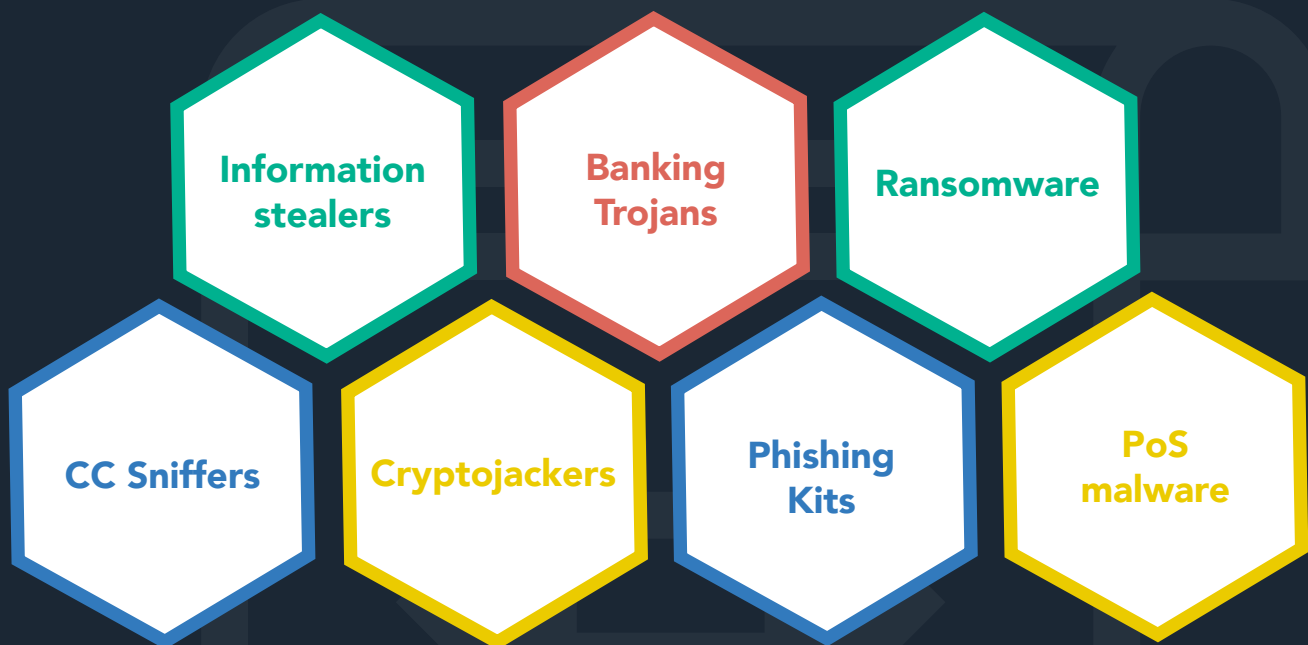 Information
stealers
Banking
Trojans
Ransomware
CC Sniffers
Cryptojackers
Phishing
Kits
PoS
malware